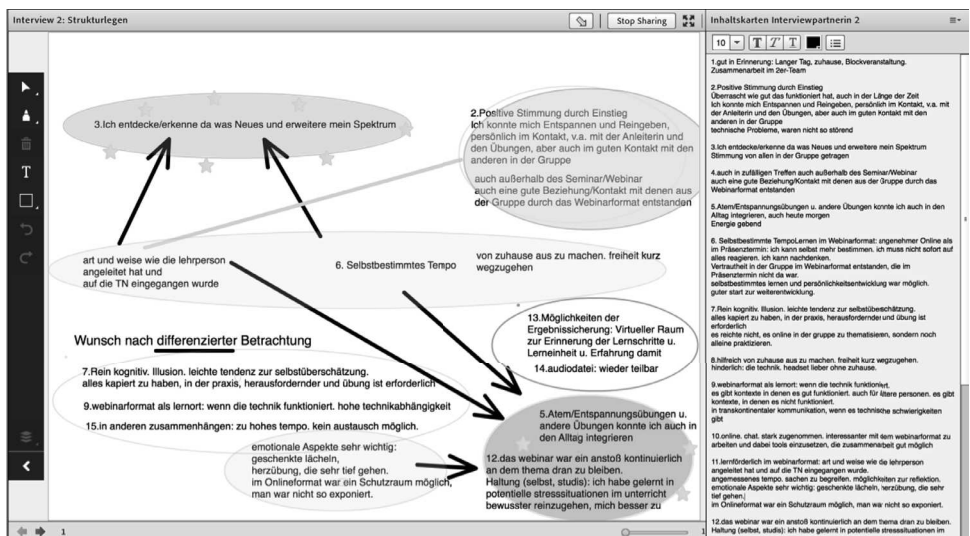 Interview 2: Strukturlegen
Stop Sharing
3.Ich entdecke/erkenne da was Neues und erweitere mein Spektrum
2.Positive Stimmung durch Einstieg
Ich konnte mich Entspannen und Reingeben,
persönlich im Kontakt, v.a. mit der Anleiterin und
den Übungen, aber auch im guten Kontakt mit den
anderen in der Gruppe
auch außerhalb des Seminar/Webinar
auch eine gute Beziehung/Kontakt mit denen aus
der Gruppe durch das Webinarformat entstanden
art und weise wie die lehrperson
angeleitet hat und
auf die TN eingegangen wurde
6. Selbstbestimmtes Tempo
von zuhause aus zu machen. freiheit kurz
wegzugehen
13.Möglichkeiten der
Ergebnissicherung: Virtueller Raum
zur Erinnerung der Lernschritte u.
Lerneinheit u. Erfahrung damit
14.audiodatei: wieder teilbar
Wunsch nach differenzierter Betrachtung
7.Rein kognitiv. Illusion. leichte tendenz zur selbstüberschätzung.
alles kapiert zu haben, in der praxis, herausfordernder und übung ist erforderlich
9.webinarformat als lernort: wenn die technik funktioniert. hohe technikabhängigkeit
15.in anderen zusammenhängen: zu hohes tempo. kein austausch möglich.
emotionale Aspekte sehr wichtig:
geschenkte lächeln,
herzübung, die sehr tief gehen.
im Onlineformat war ein Schutzraum möglich,
man war nicht so exponiert.
5.Atem/Entspannungsübungen u.
andere Übungen konnte ich auch in
den Alltag integrieren
12.das webinar war ein anstoß kontinuierlich
an dem thema dran zu bleiben.
Haltung (selbst, studis): ich habe gelernt in
potentielle stresssituationen im unterricht
bewusster reinzugehen, mich besser zu
1
1
Inhaltskarten Interviewpartnerin 2
10
T T T
1.gut in Erinnerung: Langer Tag, zuhause, Blockveranstaltung.
Zusammenarbeit im 2er-Team
2.Positive Stimmung durch Einstieg
Überrascht wie gut das funktioniert hat, auch in der Länge der Zeit
Ich konnte mich Entspannen und Reingeben, persönlich im Kontakt, v.a. mit
der Anleiterin und den Übungen, aber auch im guten Kontakt mit den
anderen in der Gruppe
technische Probleme, waren nicht so störend
3.Ich entdecke/erkenne da was Neues und erweitere mein Spektrum
Stimmung von allen in der Gruppe getragen
4.auch in zufälligen Treffen auch außerhalb des Seminar/Webinar
auch eine gute Beziehung/Kontakt mit denen aus der Gruppe durch das
Webinarformat entstanden
5.Atem/Entspannungsübungen u. andere Übungen konnte ich auch in den
Alltag integrieren, auch heute morgen
Energie gebend
6. Selbstbestimmte TempoLernen im Webinarformat: angenehmer Online als
im Präsenztermin: ich kann selbst mehr bestimmen. ich muss nicht sofort auf
alles reagieren. ich kann nachdenken.
Vertrautheit in der Gruppe im Webinarformat entstanden, die im
Präsenztermin nicht da war.
selbstbestimmtes lernen und persönlichkeitsentwicklung war möglich.
guter start zur weiterentwicklung.
7.Rein kognitiv. Illusion. leichte tendenz zur selbstüberschätzung.
alles kapiert zu haben, in der praxis, herausfordernder und übung ist
erforderlich
es reichte nicht, es online in der gruppe zu thematisieren, sondern noch
alleine praktizieren.
8.hilfreich von zuhause aus zu machen. freiheit kurz wegzugehen.
hinderlich: die technik. headset lieber ohne zuhause.
9.webinarformat als lernort: wenn die technik funktioniert.
es gibt kontexte in denen es gut funktioniert. auch für ältere personen. es gibt
kontexte, in denen es nicht funktioniert.
in transkontinentaler kommunikation, wenn es technische schwierigkeiten
gibt
10.online. chat. stark zugenommen. interessanter mit dem webinarformat zu
arbeiten und dabei tools einzusetzen, die zusammenarbeit gut möglich
11.lernförderlich im webinarformat: art und weise wie die lehrperson
angeleitet hat und auf die TN eingegangen wurde.
angemessenes tempo. sachen zu begreifen. möglichkeiten zur reflektion.
emotionale Aspekte sehr wichtig: geschenkte lächeln, herzübung, die sehr
tief gehen.
im Onlineformat war ein Schutzraum möglich, man war nicht so exponiert.
12.das webinar war ein anstoß kontinuierlich an dem thema dran zu bleiben.
Haltung (selbst, studis): ich habe gelernt in potentielle stresssituationen im